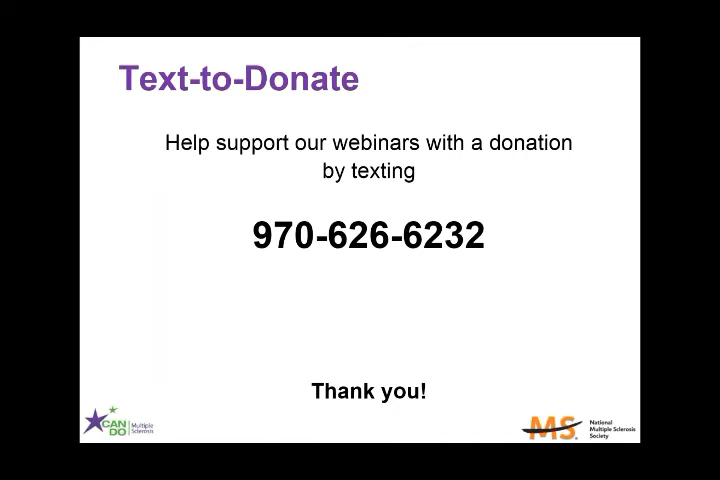 Text-to-Donate
Help support our webinars with a donation
by texting
970-626-6232
Thank you!
CAN
DO
Multiple
Sclerosis
MS
National
Multiple Sclerosis
Society